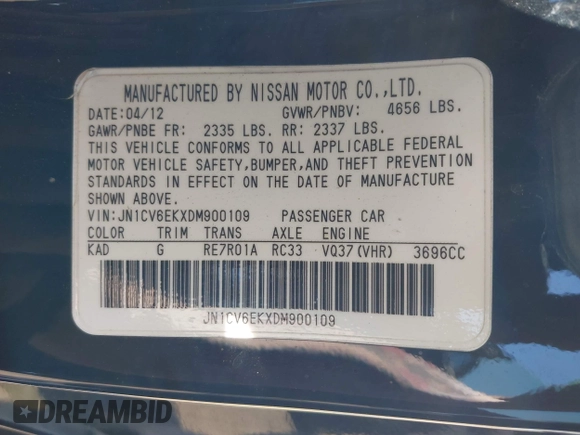 MANUFACTURED BY NISSAN MOTOR CO.,LTD.
DATE:04/12 GVWR/PNBV: 4656 LBS.
GAWR/PNBE FR: 2335 LBS. RR: 2337 LBS.
THIS VEHICLE CONFORMS TO ALL APPLICABLE FEDERAL
MOTOR VEHICLE SAFETY,BUMPER,AND THEFT PREVENTION
STANDARDS IN EFFECT ON THE DATE OF MANUFACTURE
SHOWN ABOVE.
VIN:JN1CV6EKXDM900109 PASSENGER CAR
COLOR TRIM TRANS AXLE ENGINE
KAD G RE7R01A RC33 VQ37(VHR) 3696CC
JN1CV6EKXDM900109
DREAMBID